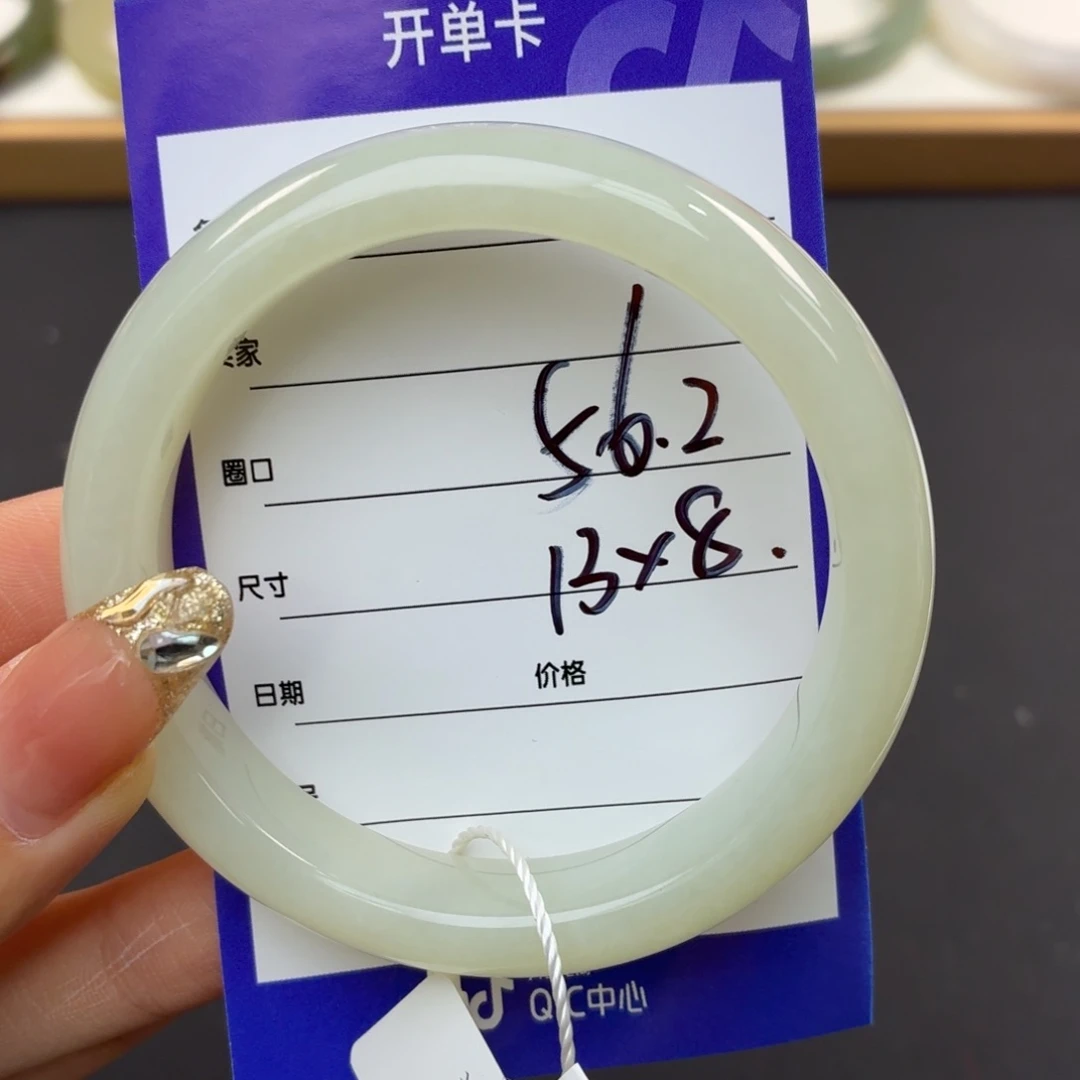 开单卡
家
圈口 56.2
尺寸 13×8.
日期 价格
QIC中心